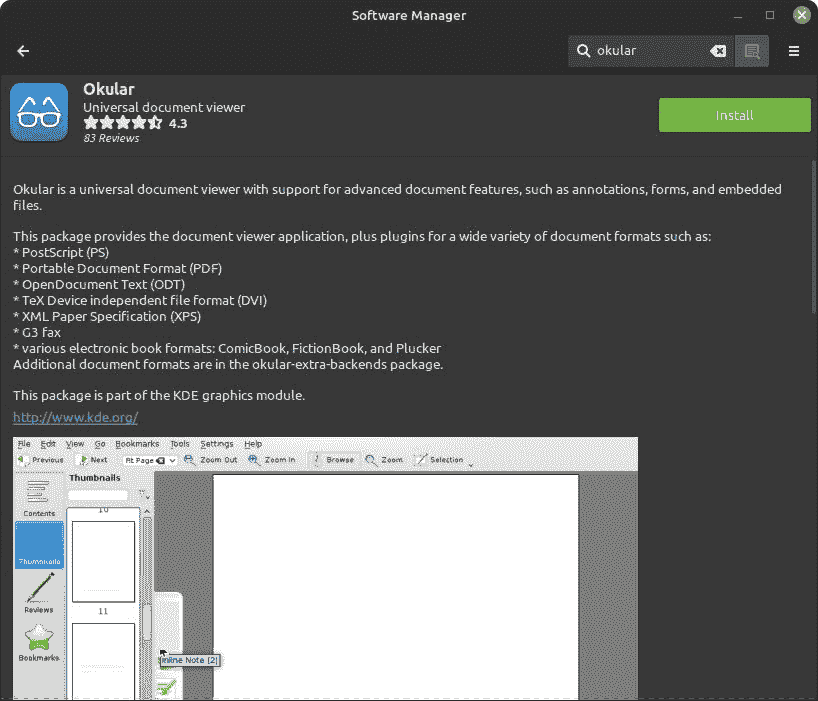 Software Manager
okular
Okular
Universal document viewer
4.3
83 Reviews
Install
Okular is a universal document viewer with support for advanced document features, such as annotations, forms, and embedded
files.
This package provides the document viewer application, plus plugins for a wide variety of document formats such as:
* PostScript (PS)
* Portable Document Format (PDF)
* OpenDocument Text (ODT)
* TeX Device independent file format (DVI)
* XML Paper Specification (XPS)
* G3 fax
* various electronic book formats: ComicBook, FictionBook, and Plucker
Additional document formats are in the okular-extra-backends package.
This package is part of the KDE graphics module.
http://www.kde.org/
File Edit View Go Bookmarks Tools Settings Help
Previous Next Fit Page Zoom Out Zoom In Browse Zoom Selection
Thumbnails
Contents
10
Thumbnails
Reviews
11
Bookmarks
Inline Note [2]